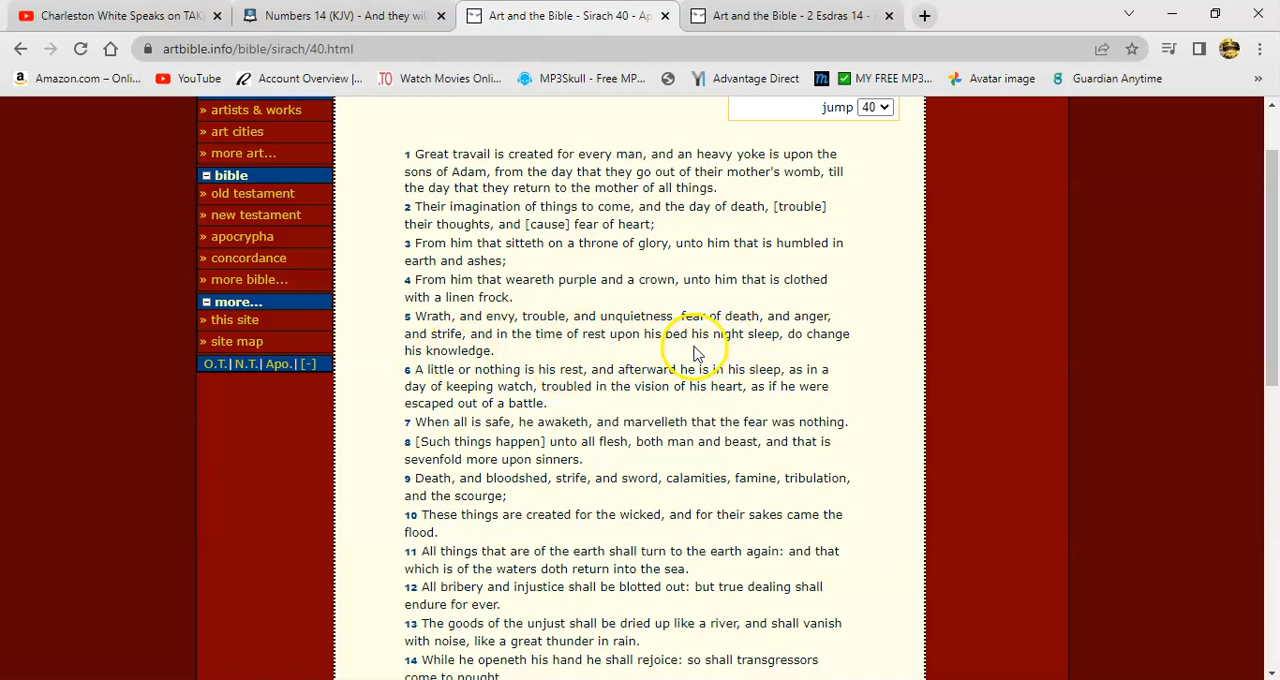 Charleston White Speaks on TAK
Numbers 14 (KJV) - And they wil
Art and the Bible - Sirach 40 - Ap
Art and the Bible - 2 Esdras 14 -
artbible.info/bible/sirach/40.html
Amazon.com – Onli...
YouTube
Account Overview |...
Watch Movies Onlin...
MP3Skull - Free MP...
Advantage Direct
MY FREE MP3...
Avatar image
Guardian Anytime
»
» artists & works
» art cities
» more art...
bible
» old testament
» new testament
» apocrypha
» concordance
» more bible...
more...
» this site
» site map
O.T.| N.T.| Apo.| [-]
jump 40
1 Great travail is created for every man, and an heavy yoke is upon the
sons of Adam, from the day that they go out of their mother's womb, till
the day that they return to the mother of all things.
2 Their imagination of things to come, and the day of death, [trouble]
their thoughts, and [cause] fear of heart;
3 From him that sitteth on a throne of glory, unto him that is humbled in
earth and ashes;
4 From him that weareth purple and a crown, unto him that is clothed
with a linen frock.
5 Wrath, and envy, trouble, and unquietness, fear of death, and anger,
and strife, and in the time of rest upon his bed his night sleep, do change
his knowledge.
6 A little or nothing is his rest, and afterward he is in his sleep, as in a
day of keeping watch, troubled in the vision of his heart, as if he were
escaped out of a battle.
7 When all is safe, he awaketh, and marvelleth that the fear was nothing.
8 [Such things happen] unto all flesh, both man and beast, and that is
sevenfold more upon sinners.
9 Death, and bloodshed, strife, and sword, calamities, famine, tribulation,
and the scourge;
10 These things are created for the wicked, and for their sakes came the
flood.
11 All things that are of the earth shall turn to the earth again: and that
which is of the waters doth return into the sea.
12 All bribery and injustice shall be blotted out: but true dealing shall
endure for ever.
13 The goods of the unjust shall be dried up like a river, and shall vanish
with noise, like a great thunder in rain.
14 While he openeth his hand he shall rejoice: so shall transgressors
come to nought.